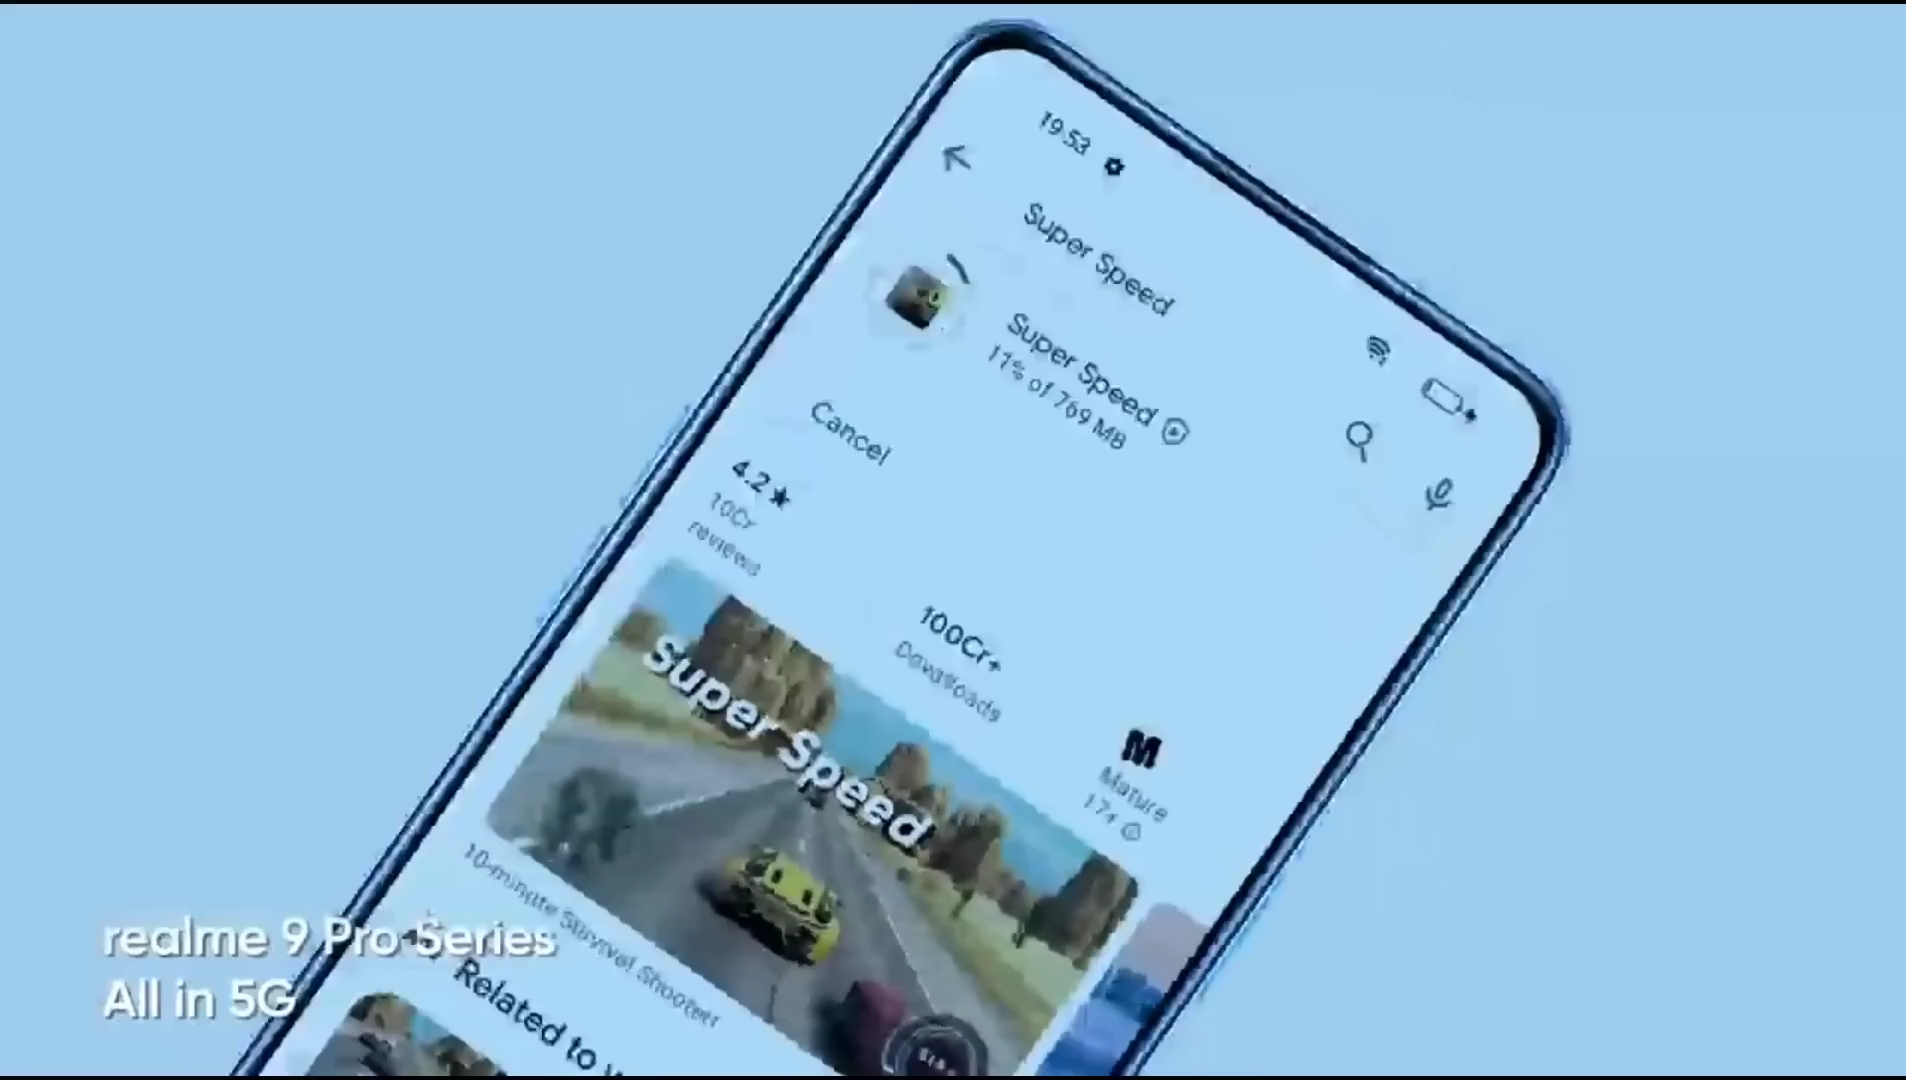 19.53
Super Speed
Super Speed
11% of 769 MB
Cancel
4.2★
10Cr
reviews
100Cr+
Downloads
M
Mature
17+
Super Speed
10-minute Survival Shooter
Related to
realme 9 Pro Series
All in 5G